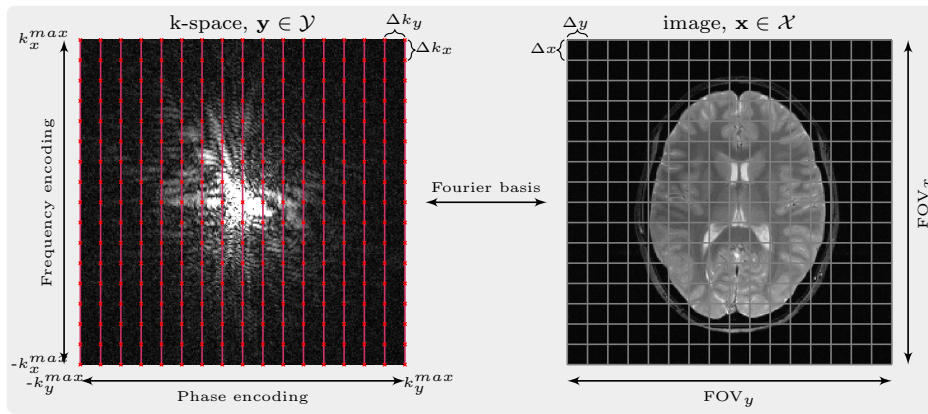 k-space, y ∈ 𝒴
image, x ∈ 𝒳
k_x^{max}
Δk_y
Δk_x
Δy
Δx
Frequency encoding
Fourier basis
FOV_x
-k_x^{max}
-k_y^{max}
k_y^{max}
Phase encoding
FOV_y